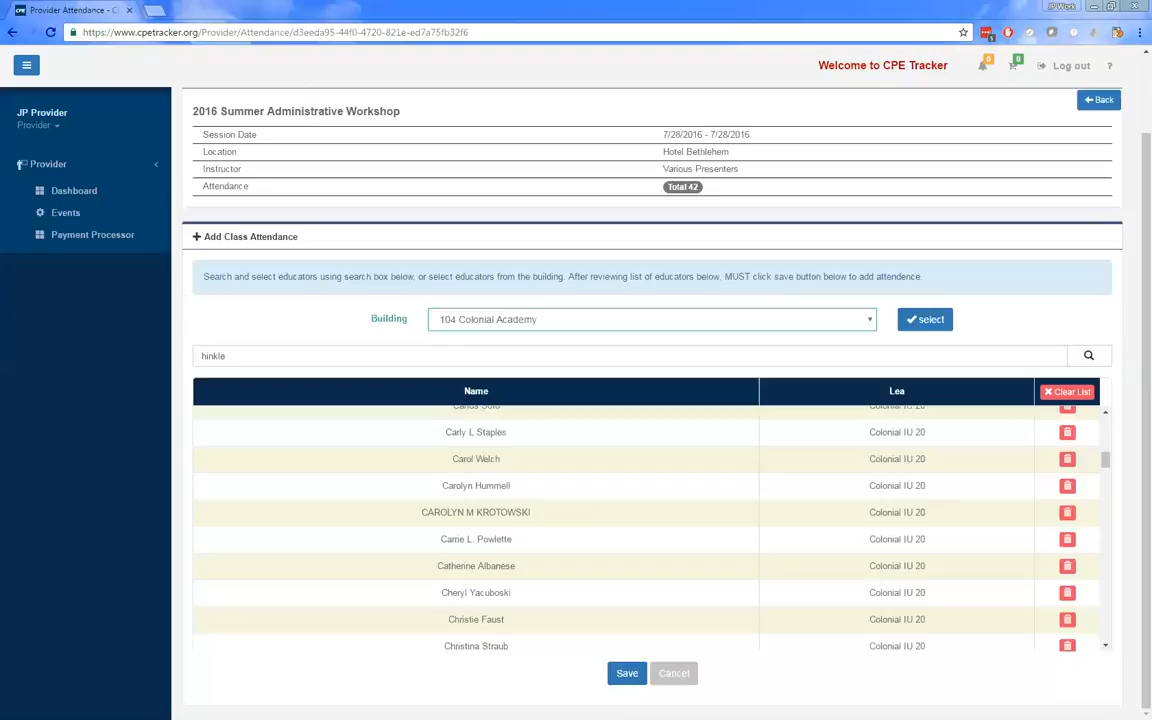 CPE Provider Attendance - C
JP Work
https://www.cpetracker.org/Provider/Attendance/d3eeda95-44f0-4720-821e-ed7a75fb32f6
Welcome to CPE Tracker
0
0
Log out
?
JP Provider
Provider
Provider
Dashboard
Events
Payment Processor
Back
2016 Summer Administrative Workshop
Session Date 7/28/2016 - 7/28/2016
Location Hotel Bethlehem
Instructor Various Presenters
Attendance Total 42
Add Class Attendance
Search and select educators using search box below, or select educators from the building. After reviewing list of educators below, MUST click save button below to add attendence.
Building 104 Colonial Academy select
hinkle
Name Lea Clear List
Carlos Soto Colonial IU 20
Carly L Staples Colonial IU 20
Carol Welch Colonial IU 20
Carolyn Hummell Colonial IU 20
CAROLYN M KROTOWSKI Colonial IU 20
Carrie L. Powlette Colonial IU 20
Catherine Albanese Colonial IU 20
Cheryl Yacuboski Colonial IU 20
Christie Faust Colonial IU 20
Christina Straub Colonial IU 20
Save Cancel